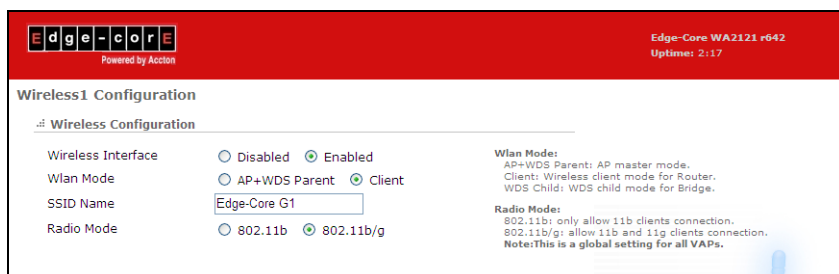 Edge-corE
Powered by Accton
Edge-Core WA2121 r642
Uptime: 2:17
Wireless1 Configuration
Wireless Configuration
Wireless Interface Disabled Enabled
Wlan Mode AP+WDS Parent Client
SSID Name Edge-Core G1
Radio Mode 802.11b 802.11b/g
Wlan Mode:
AP+WDS Parent: AP master mode.
Client: Wireless client mode for Router.
WDS Child: WDS child mode for Bridge.
Radio Mode:
802.11b: only allow 11b clients connection.
802.11b/g: allow 11b and 11g clients connection.
Note:This is a global setting for all VAPs.